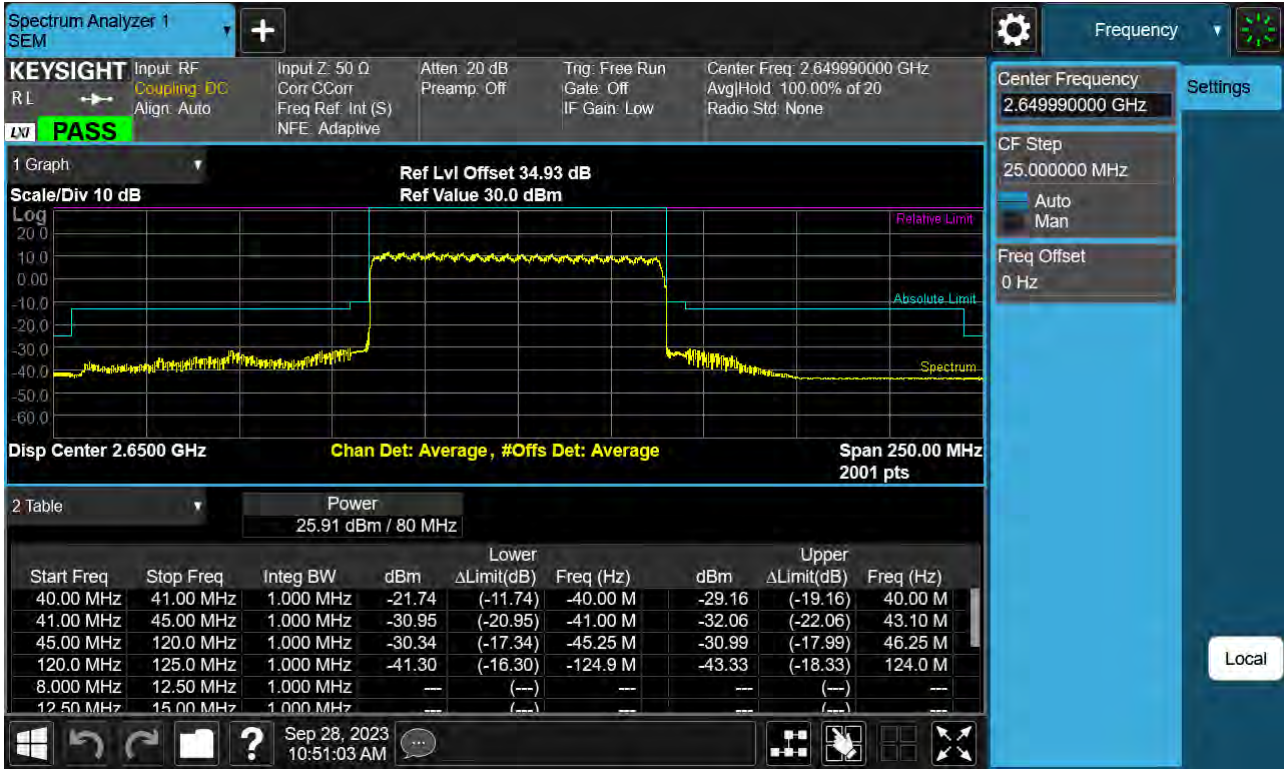 Spectrum Analyzer 1
SEM
Frequency
KEYSIGHT
RL
LXI
PASS
Input: RF
Coupling: DC
Align: Auto
Input Z: 50 Ω
Corr CCorr
Freq Ref: Int (S)
NFE: Adaptive
Atten: 20 dB
Preamp: Off
Trig: Free Run
Gate: Off
IF Gain: Low
Center Freq: 2.649990000 GHz
Avg|Hold: 100.00% of 20
Radio Std: None
Center Frequency
2.649990000 GHz
Settings
CF Step
25.000000 MHz
Auto
Man
Freq Offset
0 Hz
1 Graph
Scale/Div 10 dB
Ref Lvl Offset 34.93 dB
Ref Value 30.0 dBm
Log
20.0
10.0
0.00
-10.0
-20.0
-30.0
-40.0
-50.0
-60.0
Relative Limit
Absolute Limit
Spectrum
Disp Center 2.6500 GHz
Chan Det: Average, #Offs Det: Average
Span 250.00 MHz
2001 pts
2 Table
Power
25.91 dBm / 80 MHz
Lower Upper
Start Freq Stop Freq Integ BW dBm ΔLimit(dB) Freq (Hz) dBm ΔLimit(dB) Freq (Hz)
40.00 MHz 41.00 MHz 1.000 MHz -21.74 (-11.74) -40.00 M -29.16 (-19.16) 40.00 M
41.00 MHz 45.00 MHz 1.000 MHz -30.95 (-20.95) -41.00 M -32.06 (-22.06) 43.10 M
45.00 MHz 120.0 MHz 1.000 MHz -30.34 (-17.34) -45.25 M -30.99 (-17.99) 46.25 M
120.0 MHz 125.0 MHz 1.000 MHz -41.30 (-16.30) -124.9 M -43.33 (-18.33) 124.0 M
8.000 MHz 12.50 MHz 1.000 MHz --- (---) --- --- (---) ---
12.50 MHz 15.00 MHz 1.000 MHz --- (---) --- --- (---) ---
Local
Sep 28, 2023
10:51:03 AM